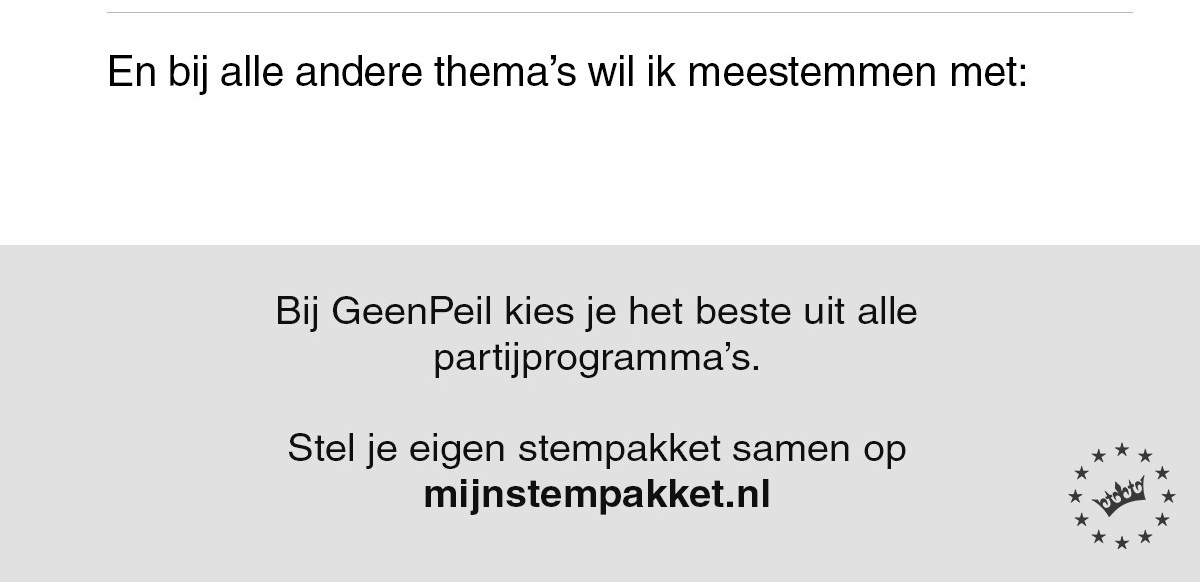 En bij alle andere thema’s wil ik meestemmen met:
Bij GeenPeil kies je het beste uit alle
partijprogramma’s.
Stel je eigen stempakket samen op
mijnstempakket.nl